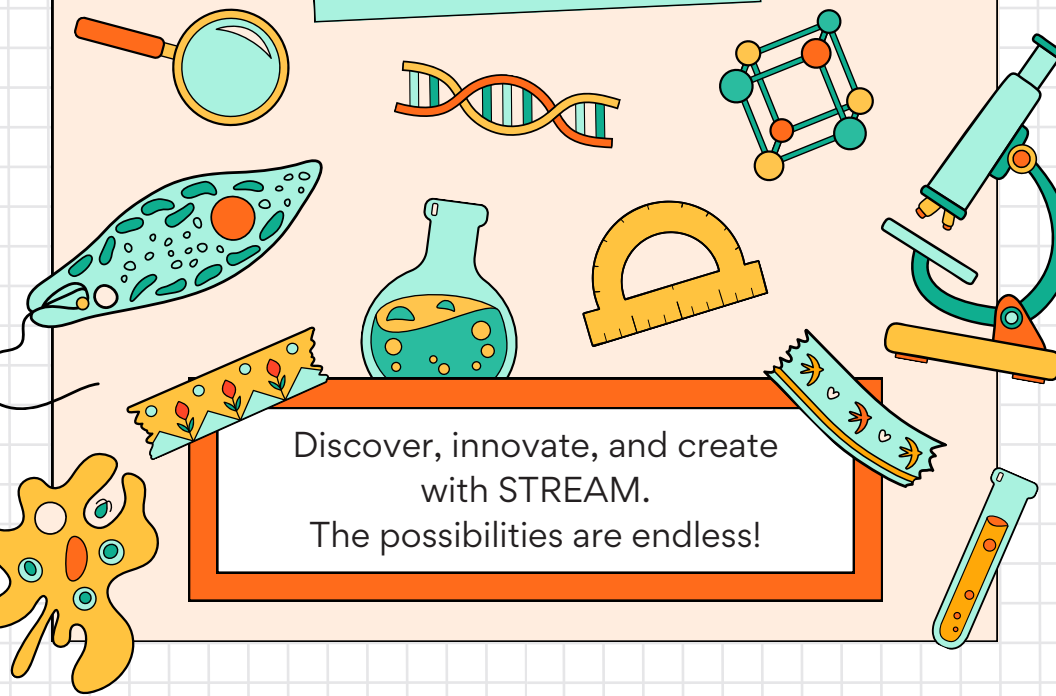 Discover, innovate, and create
with STREAM.
The possibilities are endless!